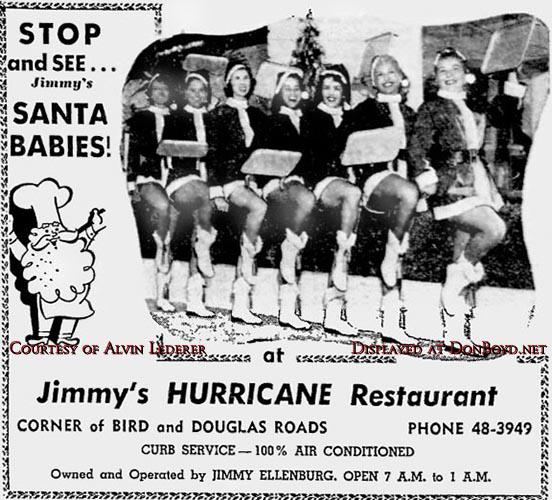 STOP
and SEE...
Jimmy's
SANTA
BABIES!
COURTESY OF ALVIN LEDERER
DISPLAYED AT DONBOYD.NET
at
Jimmy's HURRICANE Restaurant
CORNER of BIRD and DOUGLAS ROADS
PHONE 48-3949
CURB SERVICE — 100% AIR CONDITIONED
Owned and Operated by JIMMY ELLENBURG. OPEN 7 A.M. to 1 A.M.